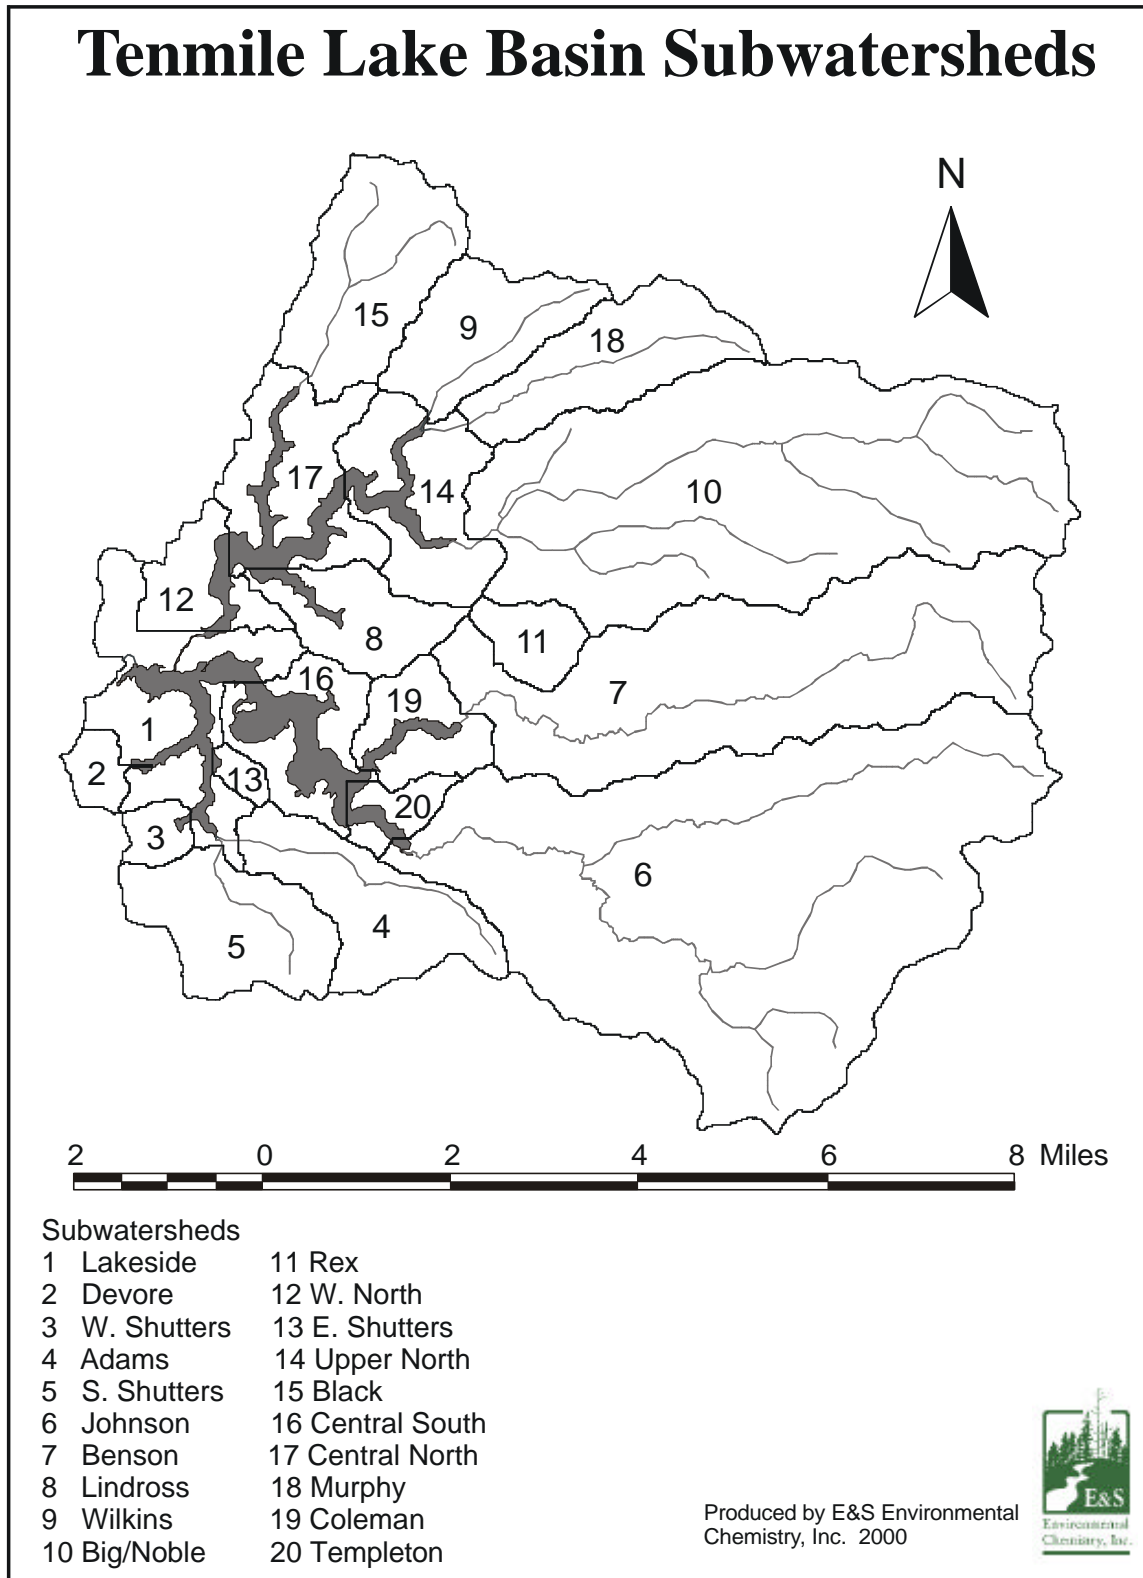 Tenmile Lake Basin Subwatersheds
N
15
9
18
17
14
10
12
8
11
16
19
7
1
2
13
20
3
6
4
5
2 0 2 4 6 8 Miles
Subwatersheds
1 Lakeside
2 Devore
3 W. Shutters
4 Adams
5 S. Shutters
6 Johnson
7 Benson
8 Lindross
9 Wilkins
10 Big/Noble
11 Rex
12 W. North
13 E. Shutters
14 Upper North
15 Black
16 Central South
17 Central North
18 Murphy
19 Coleman
20 Templeton
Produced by E&S Environmental
Chemistry, Inc. 2000
E&S
Environmental
Chemistry, Inc.